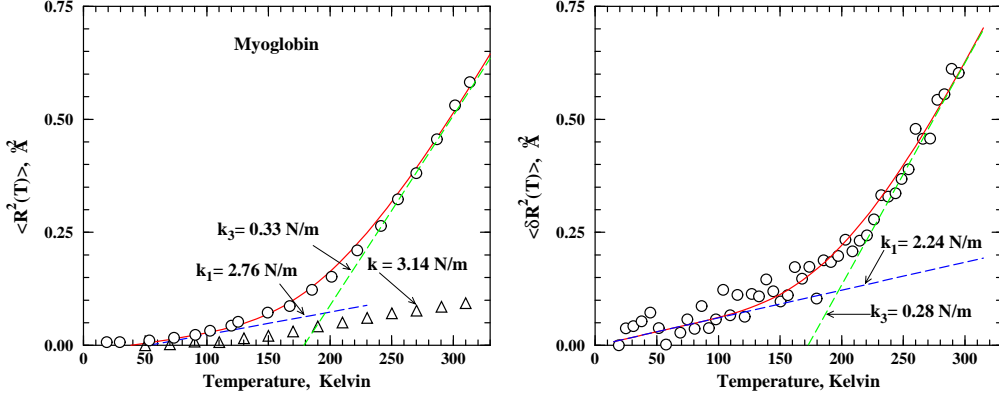 0.75
0.50
0.25
0.00
<R²(T)>, Å²
Myoglobin
k₃= 0.33 N/m
k₁= 2.76 N/m
k = 3.14 N/m
0 50 100 150 200 250 300
Temperature, Kelvin
0.75
0.50
0.25
0.00
<δR²(T)>, Å²
k₁= 2.24 N/m
k₃= 0.28 N/m
0 50 100 150 200 250 300
Temperature, Kelvin